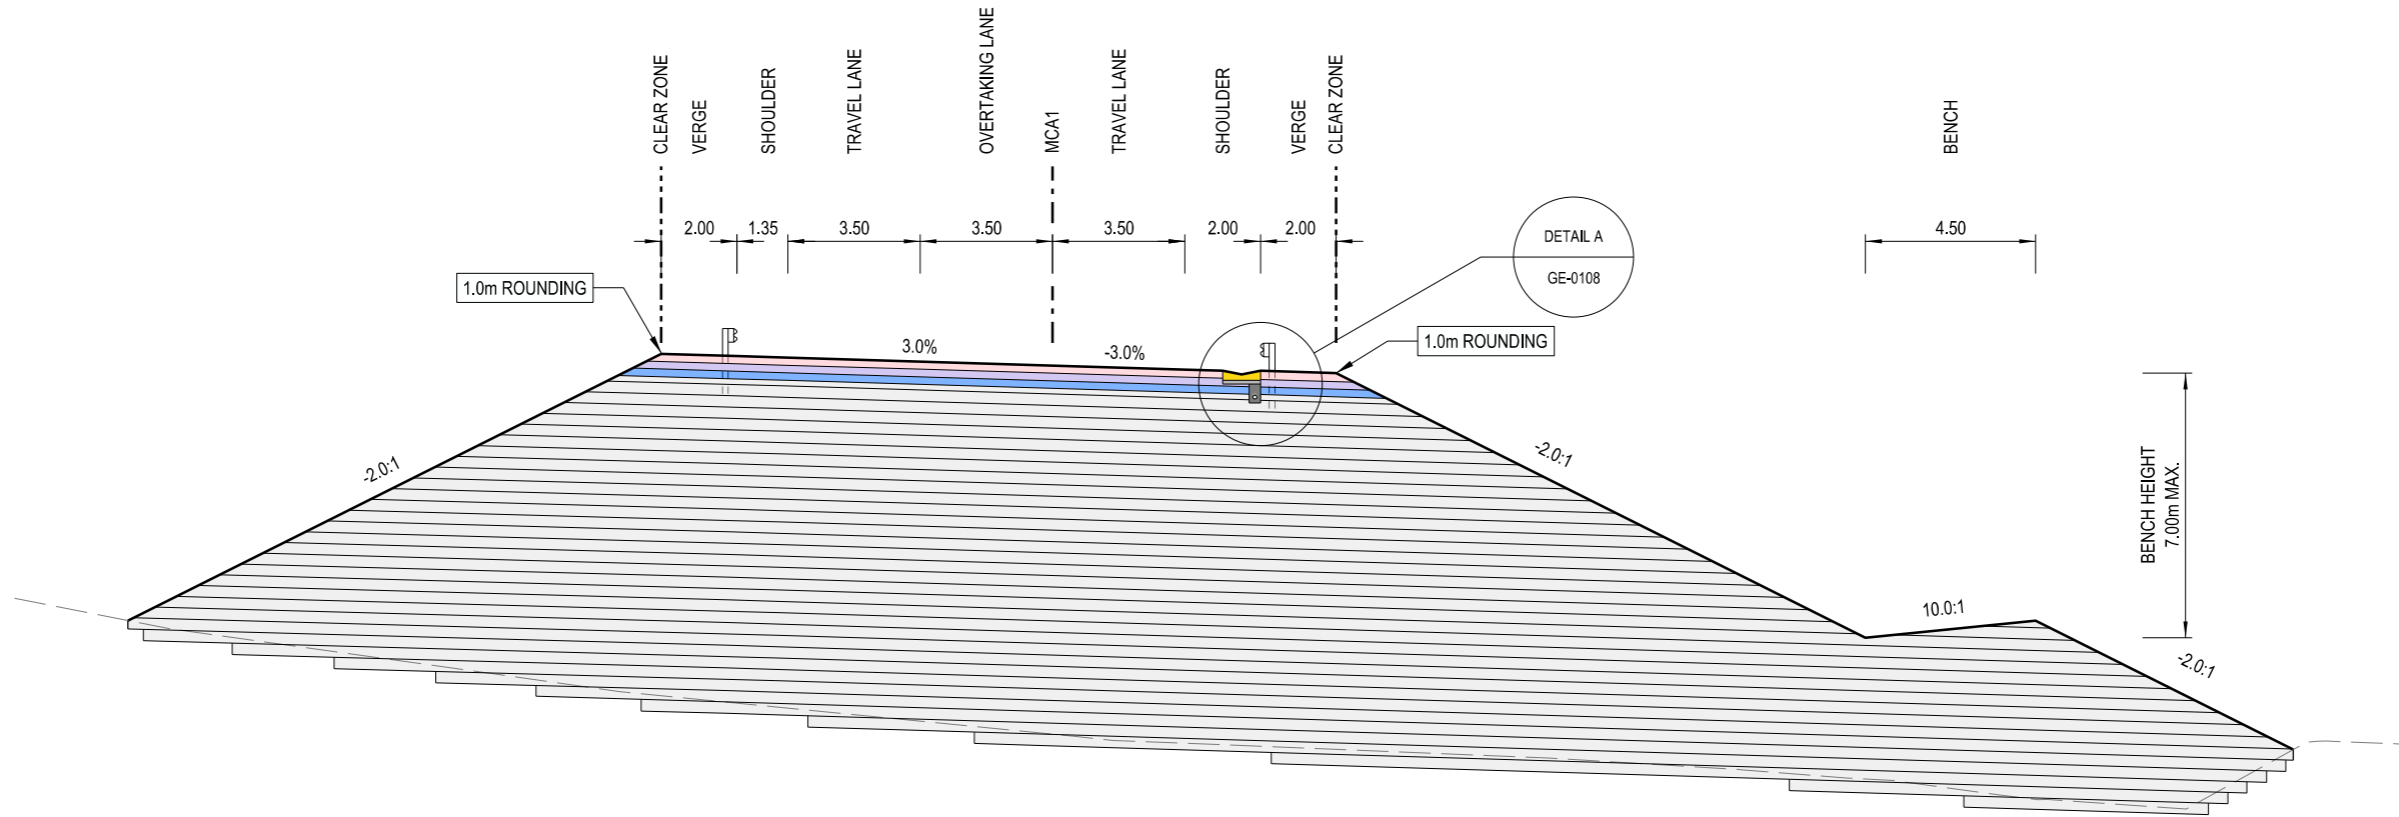 CLEAR ZONE
VERGE
SHOULDER
TRAVEL LANE
OVERTAKING LANE
MCA1
TRAVEL LANE
SHOULDER
VERGE
CLEAR ZONE
BENCH
2.00
1.35
3.50
3.50
3.50
2.00
2.00
4.50
DETAIL A
GE-0108
1.0m ROUNDING
1.0m ROUNDING
3.0%
-3.0%
-2.0:1
-2.0:1
BENCH HEIGHT
7.00m MAX.
10.0:1
-2.0:1